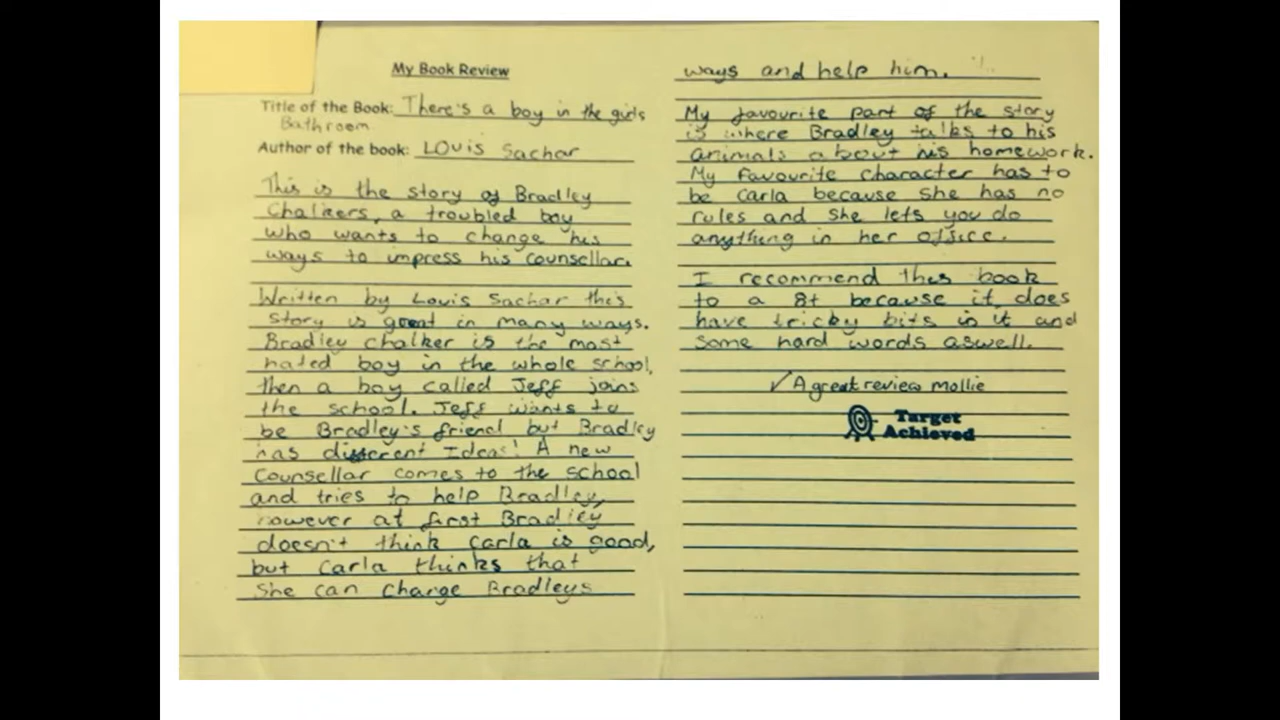 My Book Review
Title of the Book: There's a boy in the girls
Bathroom
Author of the book: Louis Sachar
This is the story of Bradley
Chalkers, a troubled boy
who wants to change his
ways to impress his counsellar.
Written by Louis Sachar this
story is great in many ways.
Bradley chalker is the most
hated boy in the whole school,
then a boy called Jeff joins
the school. Jeff wants to
be Bradley's friend but Bradley
has different Ideas! A new
Counsellar comes to the school
and tries to help Bradley,
however at first Bradley
doesn't think Carla is good,
but Carla thinks that
she can change Bradleys
ways and help him.
My favourite part of the story
is where Bradley talks to his
animals about his homework.
My favourite character has to
be Carla because she has no
rules and she lets you do
anything in her office.
I recommend this book
to a 8+ because it does
have tricky bits in it and
some hard words aswell.
✓ A great review Mollie
Target
Achieved